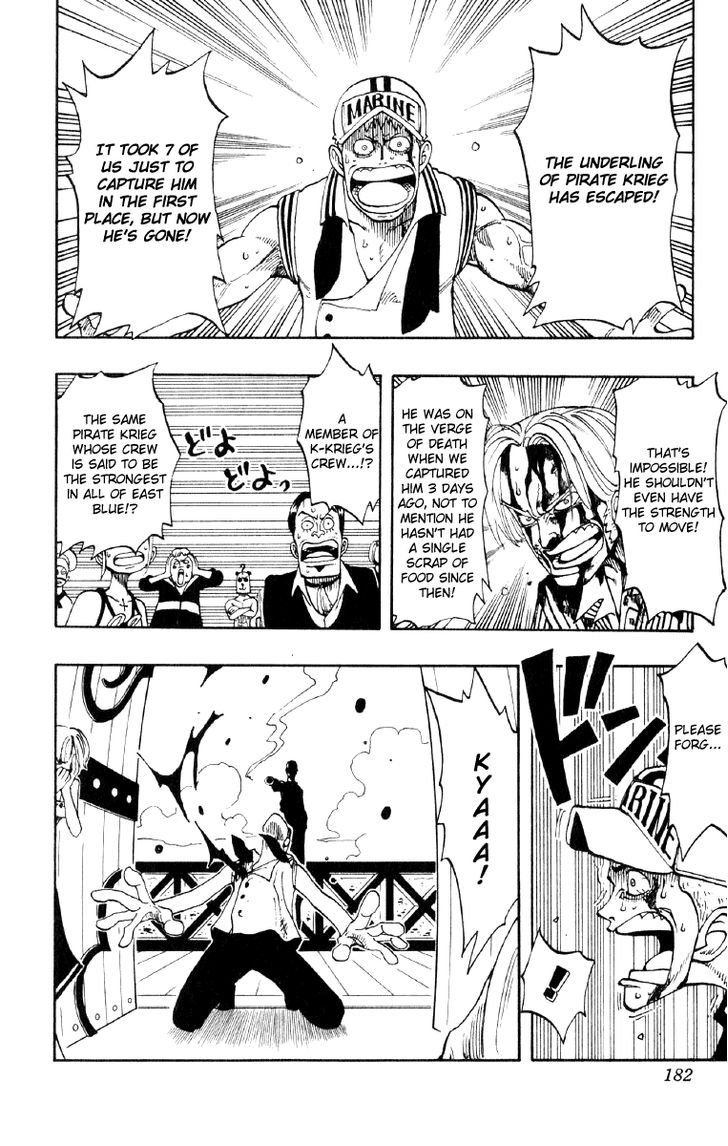 MARINE
THE UNDERLING
OF PIRATE KRIEG
HAS ESCAPED!
IT TOOK 7 OF
US JUST TO
CAPTURE HIM
IN THE FIRST
PLACE, BUT NOW
HE'S GONE!
THAT'S
IMPOSSIBLE!
HE SHOULDN'T
EVEN HAVE
THE STRENGTH
TO MOVE!
HE WAS ON
THE VERGE
OF DEATH
WHEN WE
CAPTURED
HIM 3 DAYS
AGO, NOT TO
MENTION HE
HASN'T HAD
A SINGLE
SCRAP OF
FOOD SINCE
THEN!
A
MEMBER OF
K-KRIEG'S
CREW...!?
どよ
どよっ
THE SAME
PIRATE KRIEG
WHOSE CREW
IS SAID TO BE
THE STRONGEST
IN ALL OF EAST
BLUE!?
?
PLEASE
FORG...
ドン
ARINE
!
KYAAA!
182